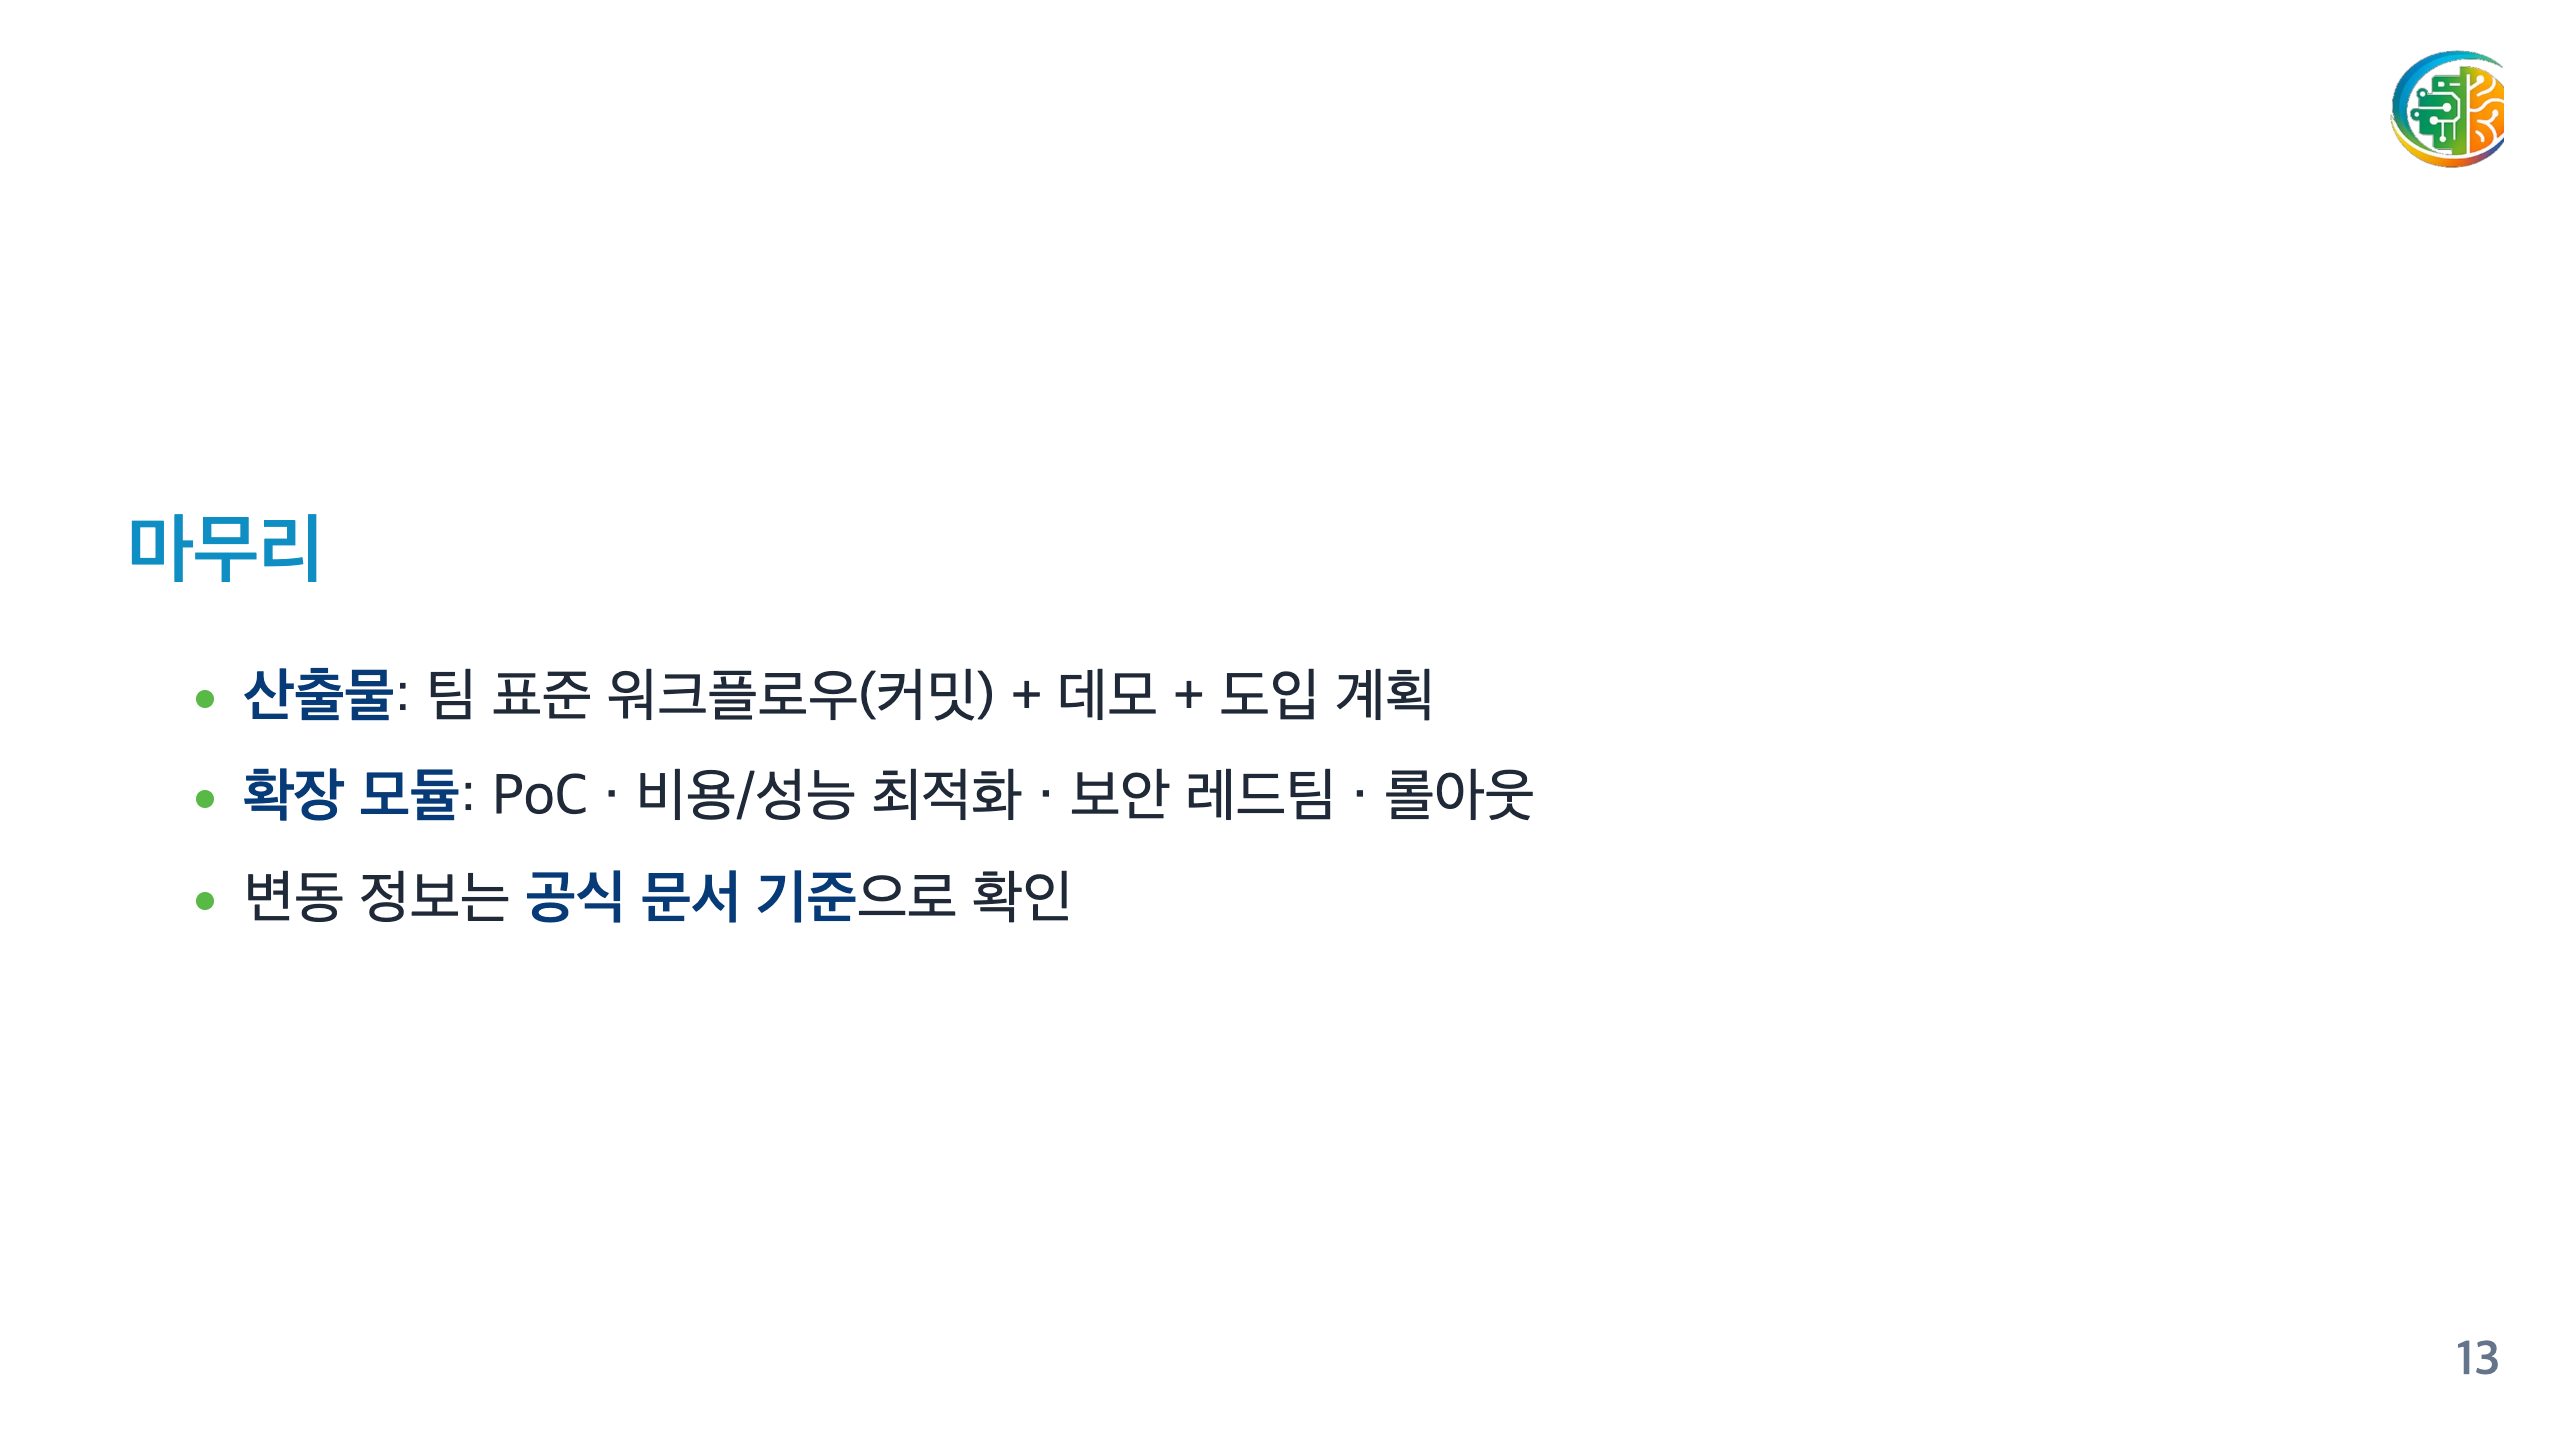 마무리
• 산출물: 팀 표준 워크플로우(커밋) + 데모 + 도입 계획
• 확장 모듈: PoC · 비용/성능 최적화 · 보안 레드팀 · 롤아웃
• 변동 정보는 공식 문서 기준으로 확인
13